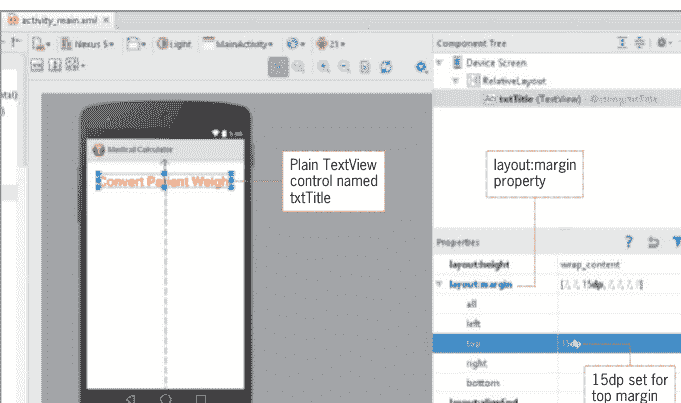 activity_main.xml
Nexus 5
Light
MainActivity
21
Component Tree
Device Screen
RelativeLayout
txtTitle (TextView)
Medical Calculator
Convert Patient Weigh
Plain TextView
control named
txtTitle
layout:margin
property
Properties
layout:height wrap_content
layout:margin
all
left
top 15dp
right
bottom
15dp set for
top margin